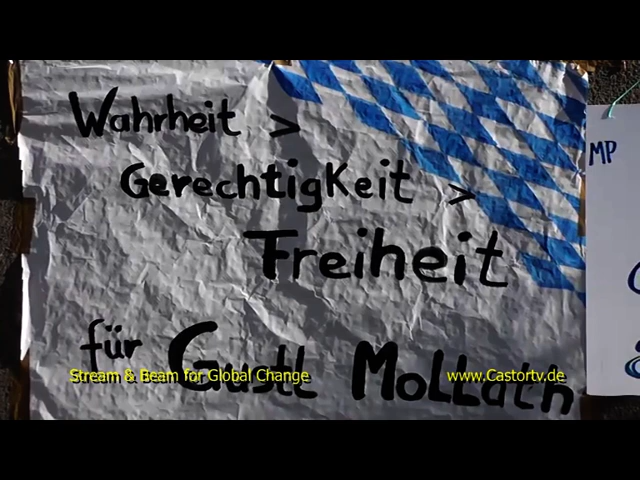 Wahrheit >
Gerechtigkeit >
Freiheit
für Gustl Mollath
MP
Stream & Beam for Global Change
www.Castortv.de